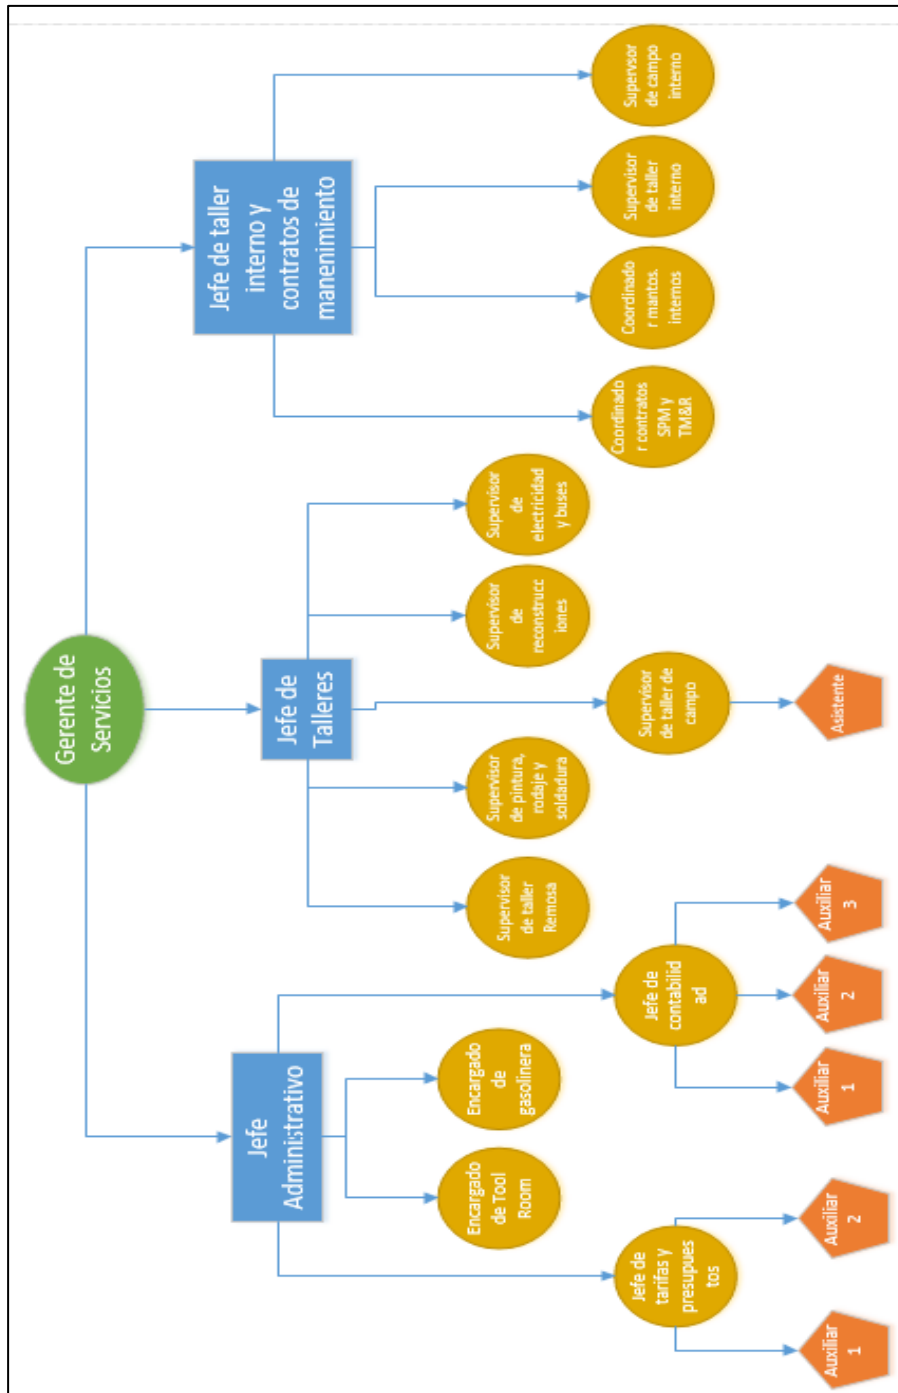 Gerente de
Servicios
Jefe
Administrativo
Jefe de
Talleres
Jefe de taller
interno y
contratos de
manenimiento
Encargado
de Tool
Room
Encargado
de
gasolinera
Supervisor
de taller
Remosa
Supervisor
de pintura,
rodaje y
soldadura
Supervisor
de
reconstrucc
iones
Supervisor
de
electricidad
y buses
Jefe de
tarifas y
presupues
tos
Jefe de
contabilid
ad
Supervisor
de taller de
campo
Coordinado
r contratos
SPM y
TM&R
Coordinado
r mantos.
internos
Supervisor
de taller
interno
Supervsor
de campo
interno
Auxiliar
1
Auxiliar
2
Auxiliar
1
Auxiliar
2
Auxiliar
3
Asistente